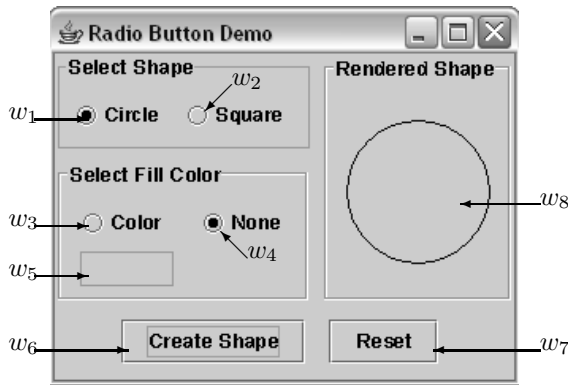 Radio Button Demo
Select Shape
Rendered Shape
w2
w1
Circle
Square
Select Fill Color
w8
w3
Color
None
w4
w5
w6
Create Shape
Reset
w7